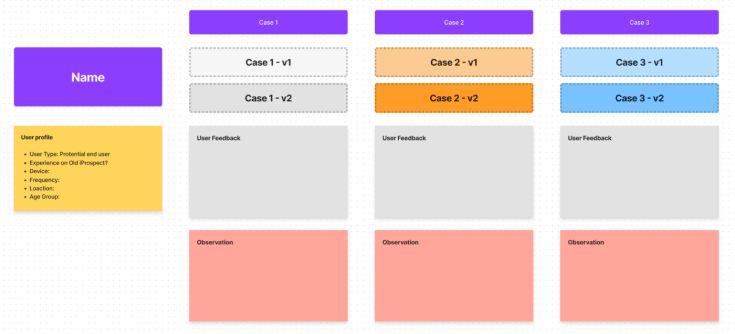 Case 1
Case 2
Case 3
Name
Case 1 - v1
Case 2 - v1
Case 3 - v1
Case 1 - v2
Case 2 - v2
Case 3 - v2
User profile
• User Type: Protential end user
• Experience on Old iProspect?
• Device:
• Frequency:
• Loaction:
• Age Group:
User Feedback
User Feedback
User Feedback
Observation
Observation
Observation